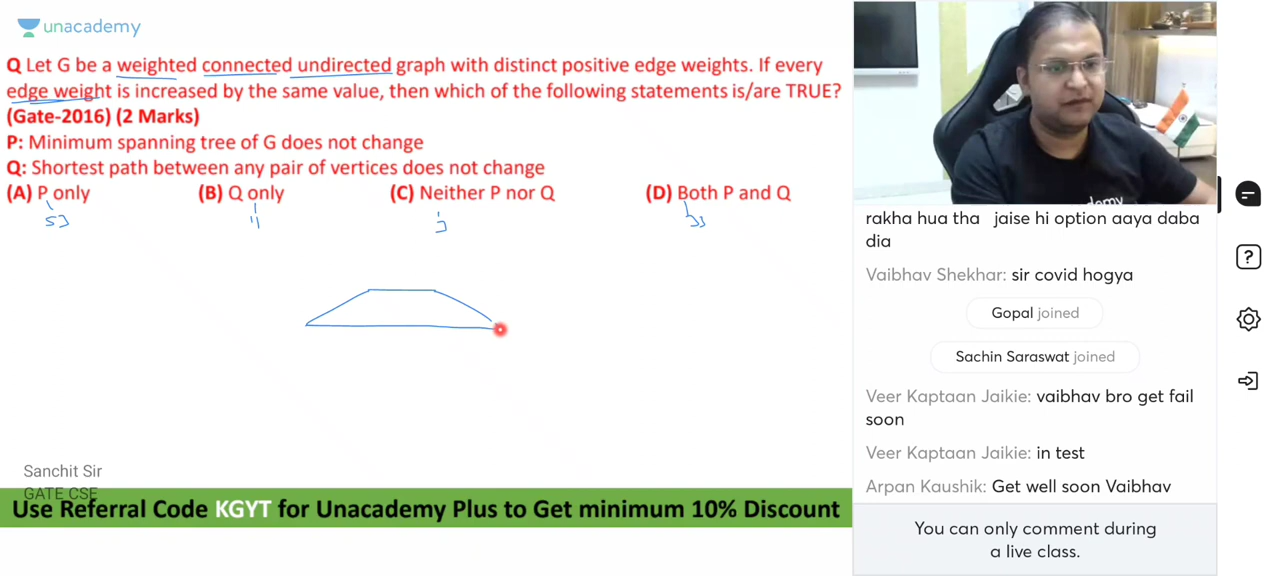 unacademy
Q Let G be a weighted connected undirected graph with distinct positive edge weights. If every
edge weight is increased by the same value, then which of the following statements is/are TRUE?
(Gate-2016) (2 Marks)
P: Minimum spanning tree of G does not change
Q: Shortest path between any pair of vertices does not change
(A) P only (B) Q only (C) Neither P nor Q (D) Both P and Q
53 11 3 33
Sanchit Sir
GATE CSE
Use Referral Code KGYT for Unacademy Plus to Get minimum 10% Discount
demy
rakha hua tha jaise hi option aaya daba
dia
Vaibhav Shekhar: sir covid hogya
Gopal joined
Sachin Saraswat joined
Veer Kaptaan Jaikie: vaibhav bro get fail
soon
Veer Kaptaan Jaikie: in test
Arpan Kaushik: Get well soon Vaibhav
You can only comment during
a live class.
?